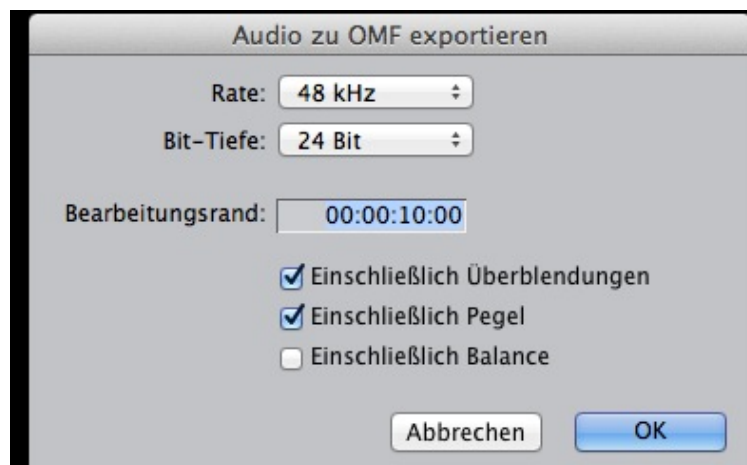 Audio zu OMF exportieren
Rate: 48 kHz
Bit-Tiefe: 24 Bit
Bearbeitungsrand: 00:00:10:00
Einschließlich Überblendungen
Einschließlich Pegel
Einschließlich Balance
Abbrechen OK